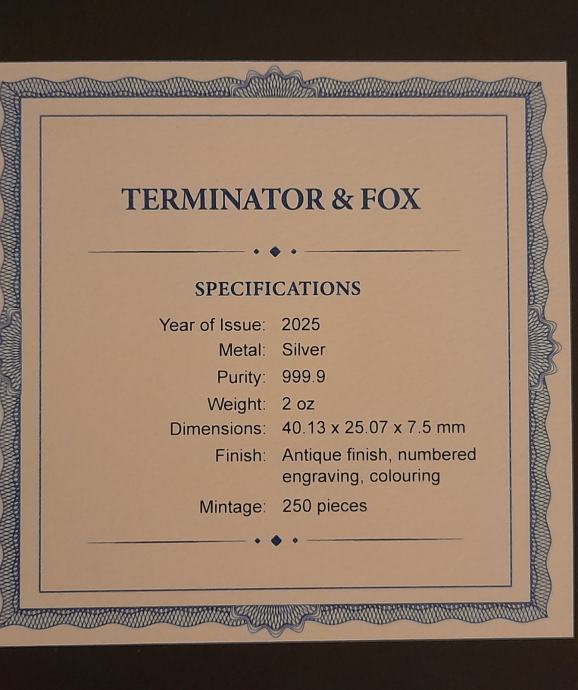 TERMINATOR & FOX
SPECIFICATIONS
Year of Issue: 2025
Metal: Silver
Purity: 999.9
Weight: 2 oz
Dimensions: 40.13 x 25.07 x 7.5 mm
Finish: Antique finish, numbered
engraving, colouring
Mintage: 250 pieces